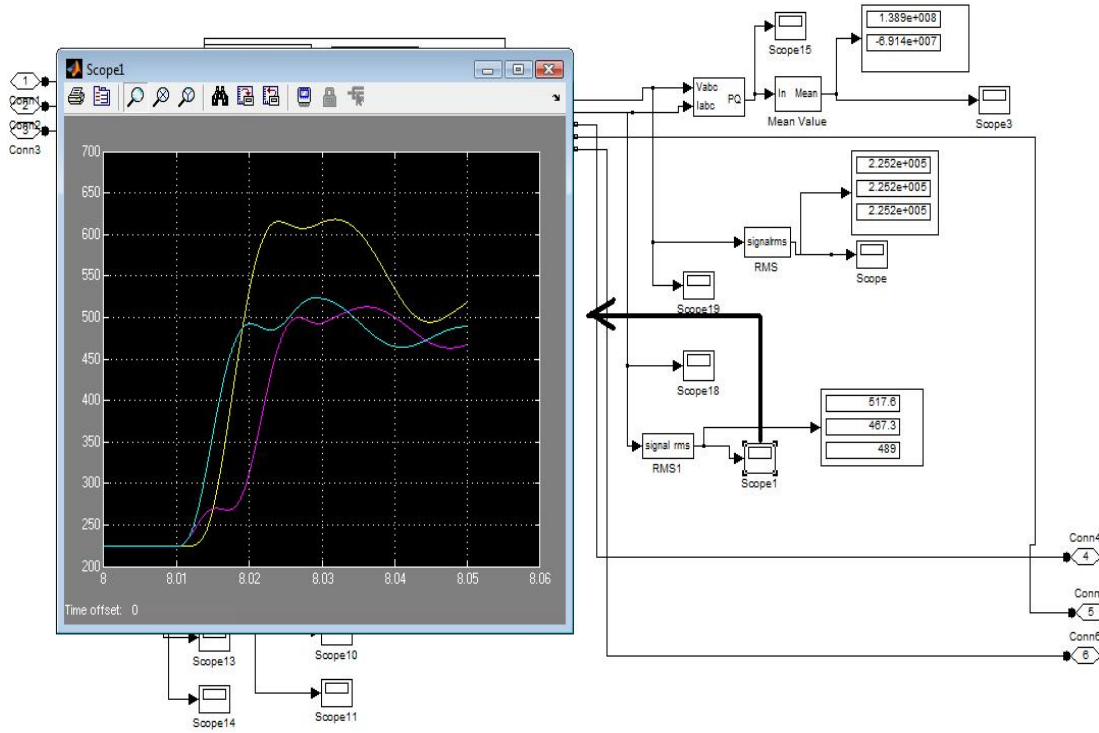 Scope1
700
650
600
550
500
450
400
350
300
250
200
8
8.01
8.02
8.03
8.04
8.05
8.06
Time offset: 0
1
Conn1
2
Conn2
3
Conn3
Vabc
Iabc
PQ
Scope15
In Mean
Mean Value
1.389e+008
-6.914e+007
Scope3
2.252e+005
2.252e+005
2.252e+005
signalrms
RMS
Scope
Scope19
Scope18
signal rms
RMS1
Scope1
517.6
467.3
489
Conn4
4
Conn
5
Conn6
6
Scope13
Scope10
Scope14
Scope11